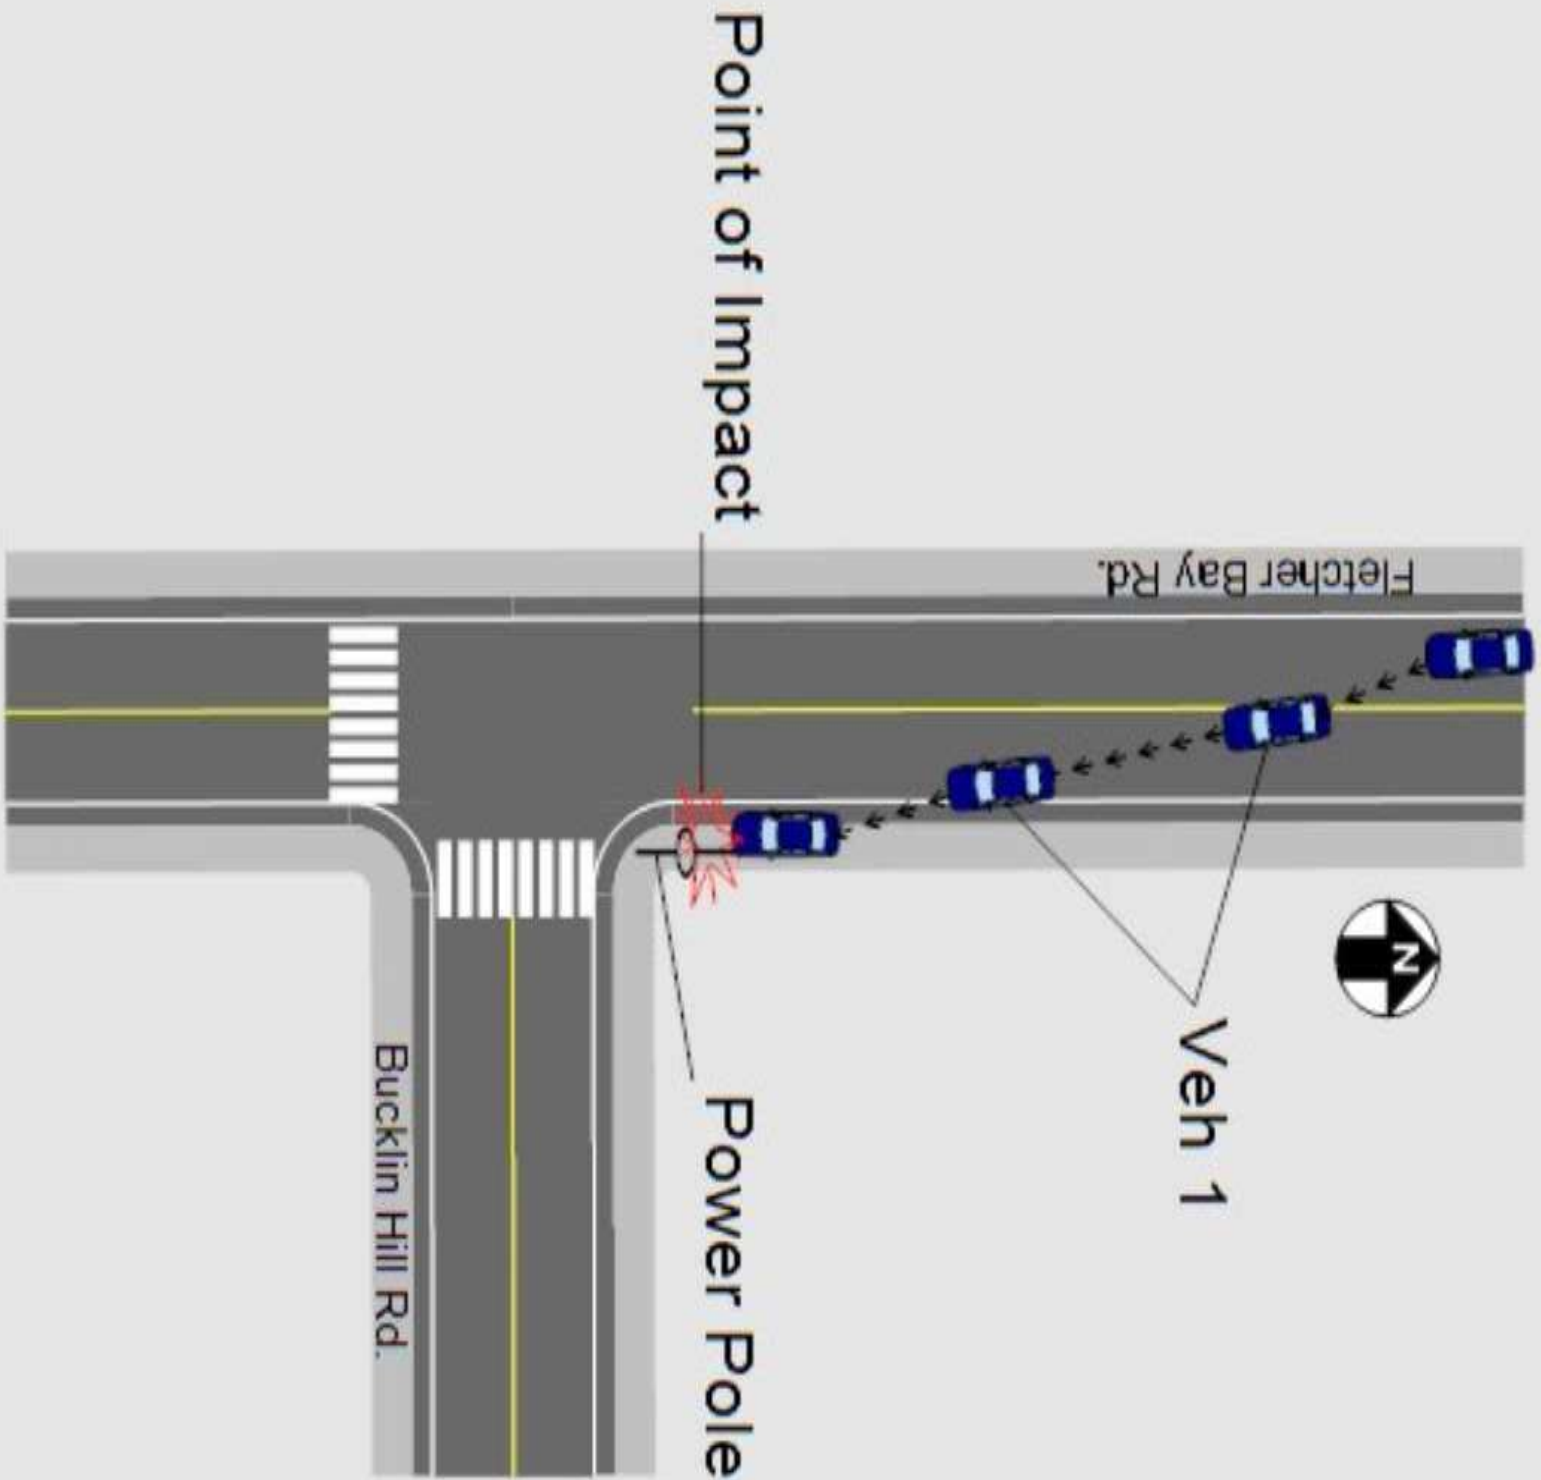 Point of Impact
Fletcher Bay Rd.
N
Veh 1
Power Pole
Bucklin Hill Rd.